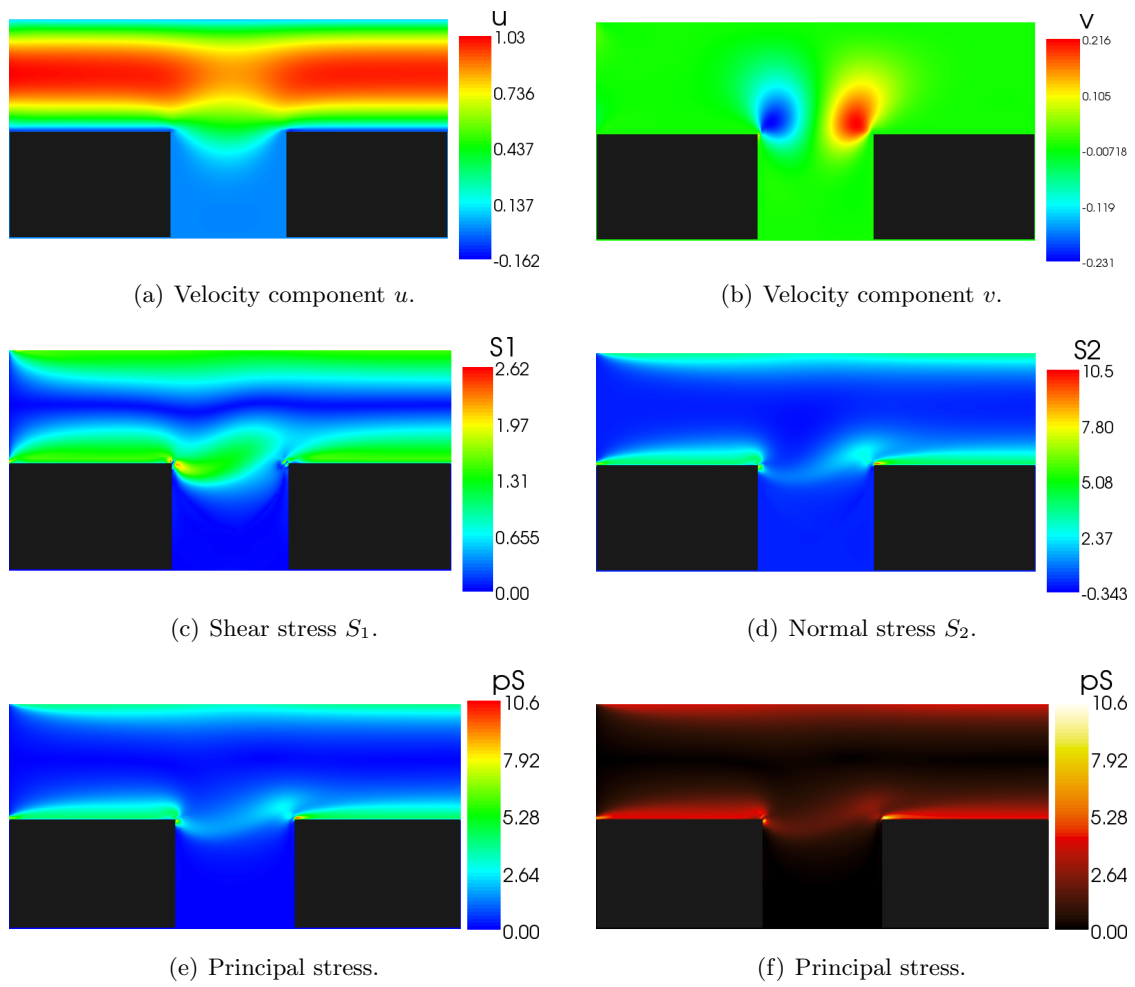 u
1.03
0.736
0.437
0.137
-0.162
(a) Velocity component u.
v
0.216
0.105
-0.00718
-0.119
-0.231
(b) Velocity component v.
S1
2.62
1.97
1.31
0.655
0.00
(c) Shear stress S₁.
S2
10.5
7.80
5.08
2.37
-0.343
(d) Normal stress S₂.
pS
10.6
7.92
5.28
2.64
0.00
(e) Principal stress.
pS
10.6
7.92
5.28
2.64
0.00
(f) Principal stress.